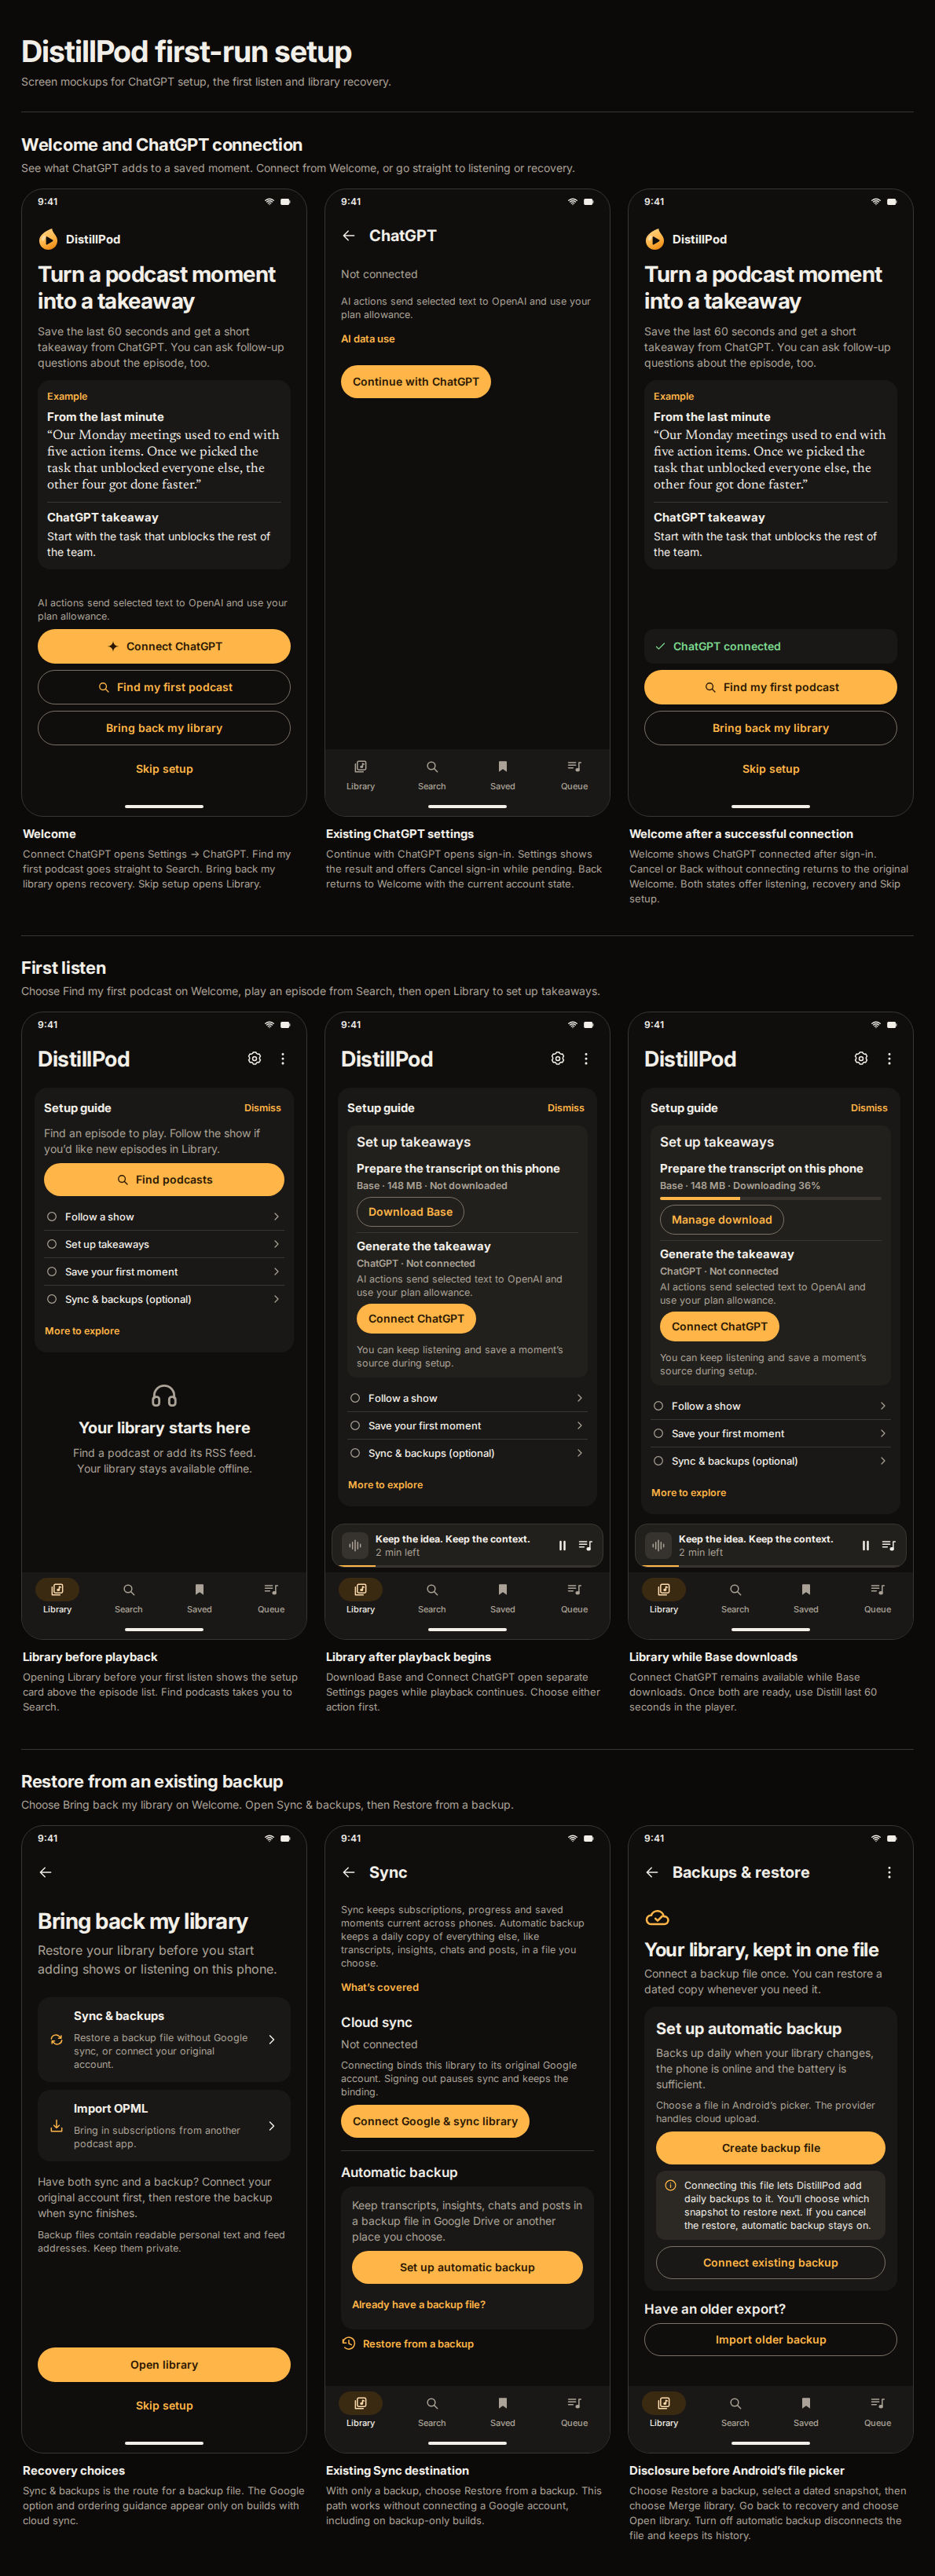 DistillPod first-run setup
Screen mockups for ChatGPT setup, the first listen and library recovery.
Welcome and ChatGPT connection
See what ChatGPT adds to a saved moment. Connect from Welcome, or go straight to listening or recovery.
9:41
DistillPod
Turn a podcast moment
into a takeaway
Save the last 60 seconds and get a short
takeaway from ChatGPT. You can ask follow-up
questions about the episode, too.
Example
From the last minute
“Our Monday meetings used to end with
five action items. Once we picked the
task that unblocked everyone else, the
other four got done faster.”
ChatGPT takeaway
Start with the task that unblocks the rest of
the team.
AI actions send selected text to OpenAI and use your
plan allowance.
Connect ChatGPT
Find my first podcast
Bring back my library
Skip setup
Welcome
Connect ChatGPT opens Settings → ChatGPT. Find my
first podcast goes straight to Search. Bring back my
library opens recovery. Skip setup opens Library.
9:41
ChatGPT
Not connected
AI actions send selected text to OpenAI and use your
plan allowance.
AI data use
Continue with ChatGPT
Library
Search
Saved
Queue
Existing ChatGPT settings
Continue with ChatGPT opens sign-in. Settings shows
the result and offers Cancel sign-in while pending. Back
returns to Welcome with the current account state.
9:41
DistillPod
Turn a podcast moment
into a takeaway
Save the last 60 seconds and get a short
takeaway from ChatGPT. You can ask follow-up
questions about the episode, too.
Example
From the last minute
“Our Monday meetings used to end with
five action items. Once we picked the
task that unblocked everyone else, the
other four got done faster.”
ChatGPT takeaway
Start with the task that unblocks the rest of
the team.
ChatGPT connected
Find my first podcast
Bring back my library
Skip setup
Welcome after a successful connection
Welcome shows ChatGPT connected after sign-in.
Cancel or Back without connecting returns to the original
Welcome. Both states offer listening, recovery and Skip
setup.
First listen
Choose Find my first podcast on Welcome, play an episode from Search, then open Library to set up takeaways.
9:41
DistillPod
Setup guide
Dismiss
Find an episode to play. Follow the show if
you’d like new episodes in Library.
Find podcasts
Follow a show
Set up takeaways
Save your first moment
Sync & backups (optional)
More to explore
Your library starts here
Find a podcast or add its RSS feed.
Your library stays available offline.
Library
Search
Saved
Queue
Library before playback
Opening Library before your first listen shows the setup
card above the episode list. Find podcasts takes you to
Search.
9:41
DistillPod
Setup guide
Dismiss
Set up takeaways
Prepare the transcript on this phone
Base · 148 MB · Not downloaded
Download Base
Generate the takeaway
ChatGPT · Not connected
AI actions send selected text to OpenAI and
use your plan allowance.
Connect ChatGPT
You can keep listening and save a moment’s
source during setup.
Follow a show
Save your first moment
Sync & backups (optional)
More to explore
Keep the idea. Keep the context.
2 min left
Library
Search
Saved
Queue
Library after playback begins
Download Base and Connect ChatGPT open separate
Settings pages while playback continues. Choose either
action first.
9:41
DistillPod
Setup guide
Dismiss
Set up takeaways
Prepare the transcript on this phone
Base · 148 MB · Downloading 36%
Manage download
Generate the takeaway
ChatGPT · Not connected
AI actions send selected text to OpenAI and
use your plan allowance.
Connect ChatGPT
You can keep listening and save a moment’s
source during setup.
Follow a show
Save your first moment
Sync & backups (optional)
More to explore
Keep the idea. Keep the context.
2 min left
Library
Search
Saved
Queue
Library while Base downloads
Connect ChatGPT remains available while Base
downloads. Once both are ready, use Distill last 60
seconds in the player.
Restore from an existing backup
Choose Bring back my library on Welcome. Open Sync & backups, then Restore from a backup.
9:41
Bring back my library
Restore your library before you start
adding shows or listening on this phone.
Sync & backups
Restore a backup file without Google
sync, or connect your original
account.
Import OPML
Bring in subscriptions from another
podcast app.
Have both sync and a backup? Connect your
original account first, then restore the backup
when sync finishes.
Backup files contain readable personal text and feed
addresses. Keep them private.
Open library
Skip setup
Recovery choices
Sync & backups is the route for a backup file. The Google
option and ordering guidance appear only on builds with
cloud sync.
9:41
Sync
Sync keeps subscriptions, progress and saved
moments current across phones. Automatic backup
keeps a daily copy of everything else, like
transcripts, insights, chats and posts, in a file you
choose.
What’s covered
Cloud sync
Not connected
Connecting binds this library to its original Google
account. Signing out pauses sync and keeps the
binding.
Connect Google & sync library
Automatic backup
Keep transcripts, insights, chats and posts in
a backup file in Google Drive or another
place you choose.
Set up automatic backup
Already have a backup file?
Restore from a backup
Library
Search
Saved
Queue
Existing Sync destination
With only a backup, choose Restore from a backup. This
path works without connecting a Google account,
including on backup-only builds.
9:41
Backups & restore
Your library, kept in one file
Connect a backup file once. You can restore a
dated copy whenever you need it.
Set up automatic backup
Backs up daily when your library changes,
the phone is online and the battery is
sufficient.
Choose a file in Android’s picker. The provider
handles cloud upload.
Create backup file
Connecting this file lets DistillPod add
daily backups to it. You’ll choose which
snapshot to restore next. If you cancel
the restore, automatic backup stays on.
Connect existing backup
Have an older export?
Import older backup
Library
Search
Saved
Queue
Disclosure before Android’s file picker
Choose Restore a backup, select a dated snapshot, then
choose Merge library. Go back to recovery and choose
Open library. Turn off automatic backup disconnects the
file and keeps its history.